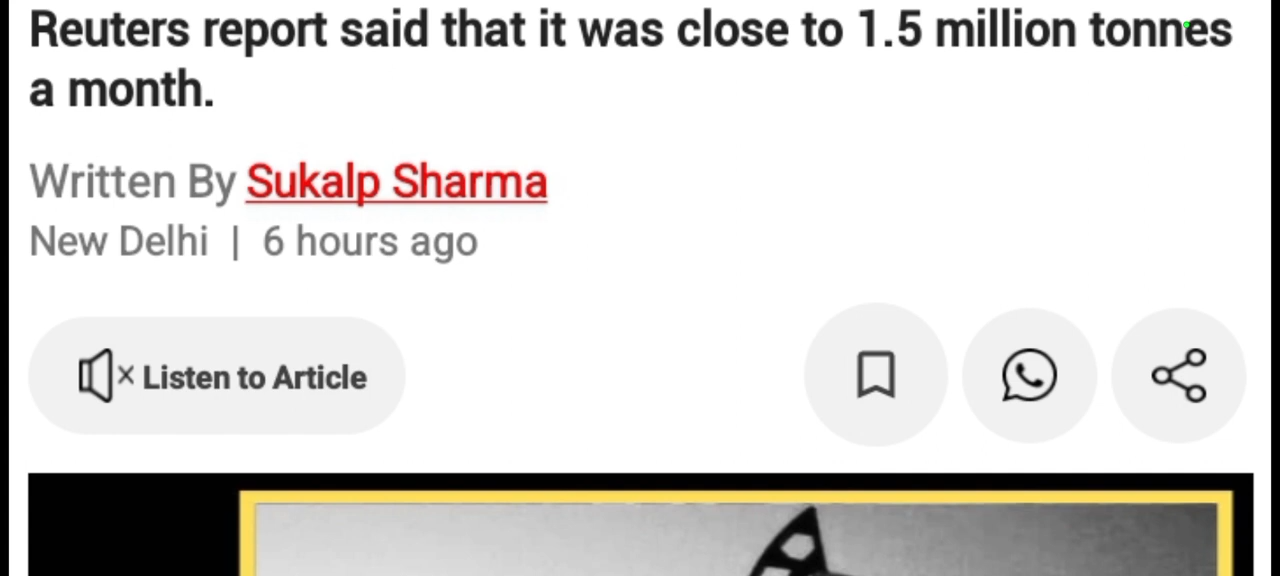 Reuters report said that it was close to 1.5 million tonnes
a month.
Written By Sukalp Sharma
New Delhi | 6 hours ago
Listen to Article